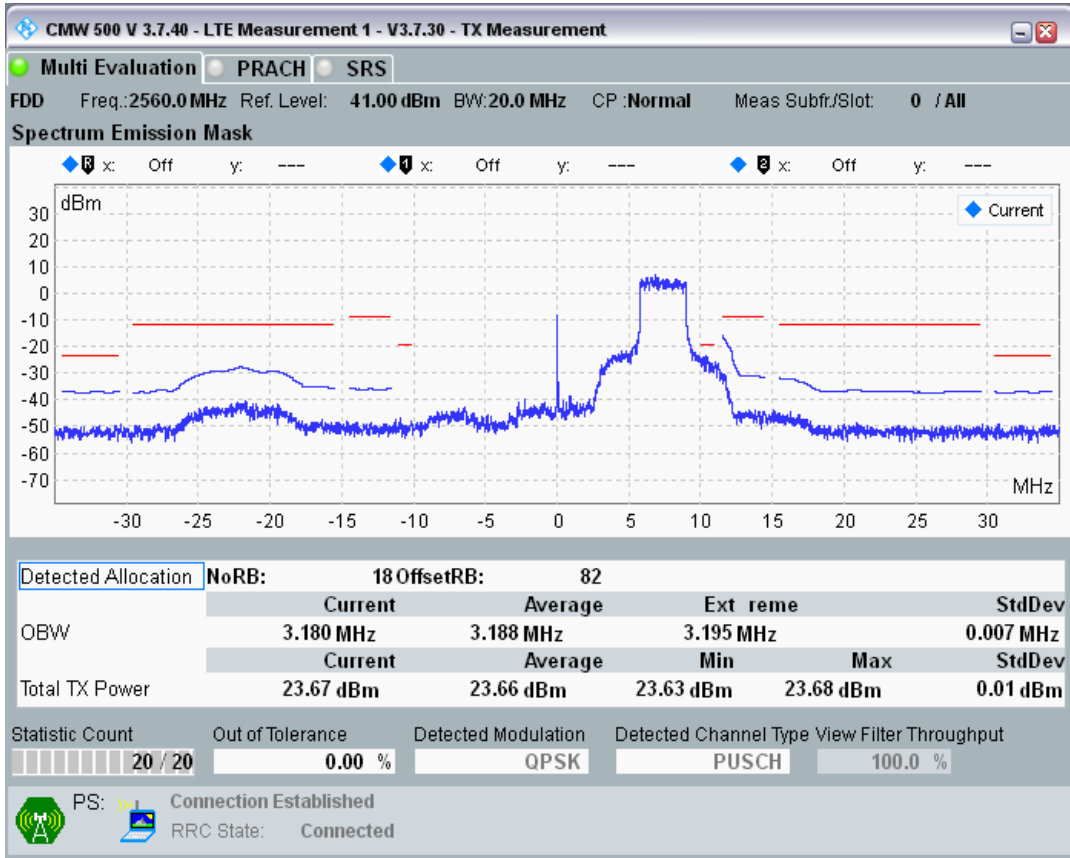 CMW 500 V 3.7.40 - LTE Measurement 1 - V3.7.30 - TX Measurement
Multi Evaluation PRACH SRS
FDD Freq.:2560.0 MHz Ref. Level: 41.00 dBm BW:20.0 MHz CP :Normal Meas Subfr./Slot: 0 / All
Spectrum Emission Mask
R x: Off y: --- 1 x: Off y: --- 2 x: Off y: ---
dBm
Current
30
20
10
0
-10
-20
-30
-40
-50
-60
-70
MHz
-30 -25 -20 -15 -10 -5 0 5 10 15 20 25 30
Detected Allocation NoRB: 18 OffsetRB: 82
Current Average Ext reme StdDev
OBW 3.180 MHz 3.188 MHz 3.195 MHz 0.007 MHz
Current Average Min Max StdDev
Total TX Power 23.67 dBm 23.66 dBm 23.63 dBm 23.68 dBm 0.01 dBm
Statistic Count Out of Tolerance Detected Modulation Detected Channel Type View Filter Throughput
20 / 20 0.00 % QPSK PUSCH 100.0 %
PS: Connection Established
RRC State: Connected